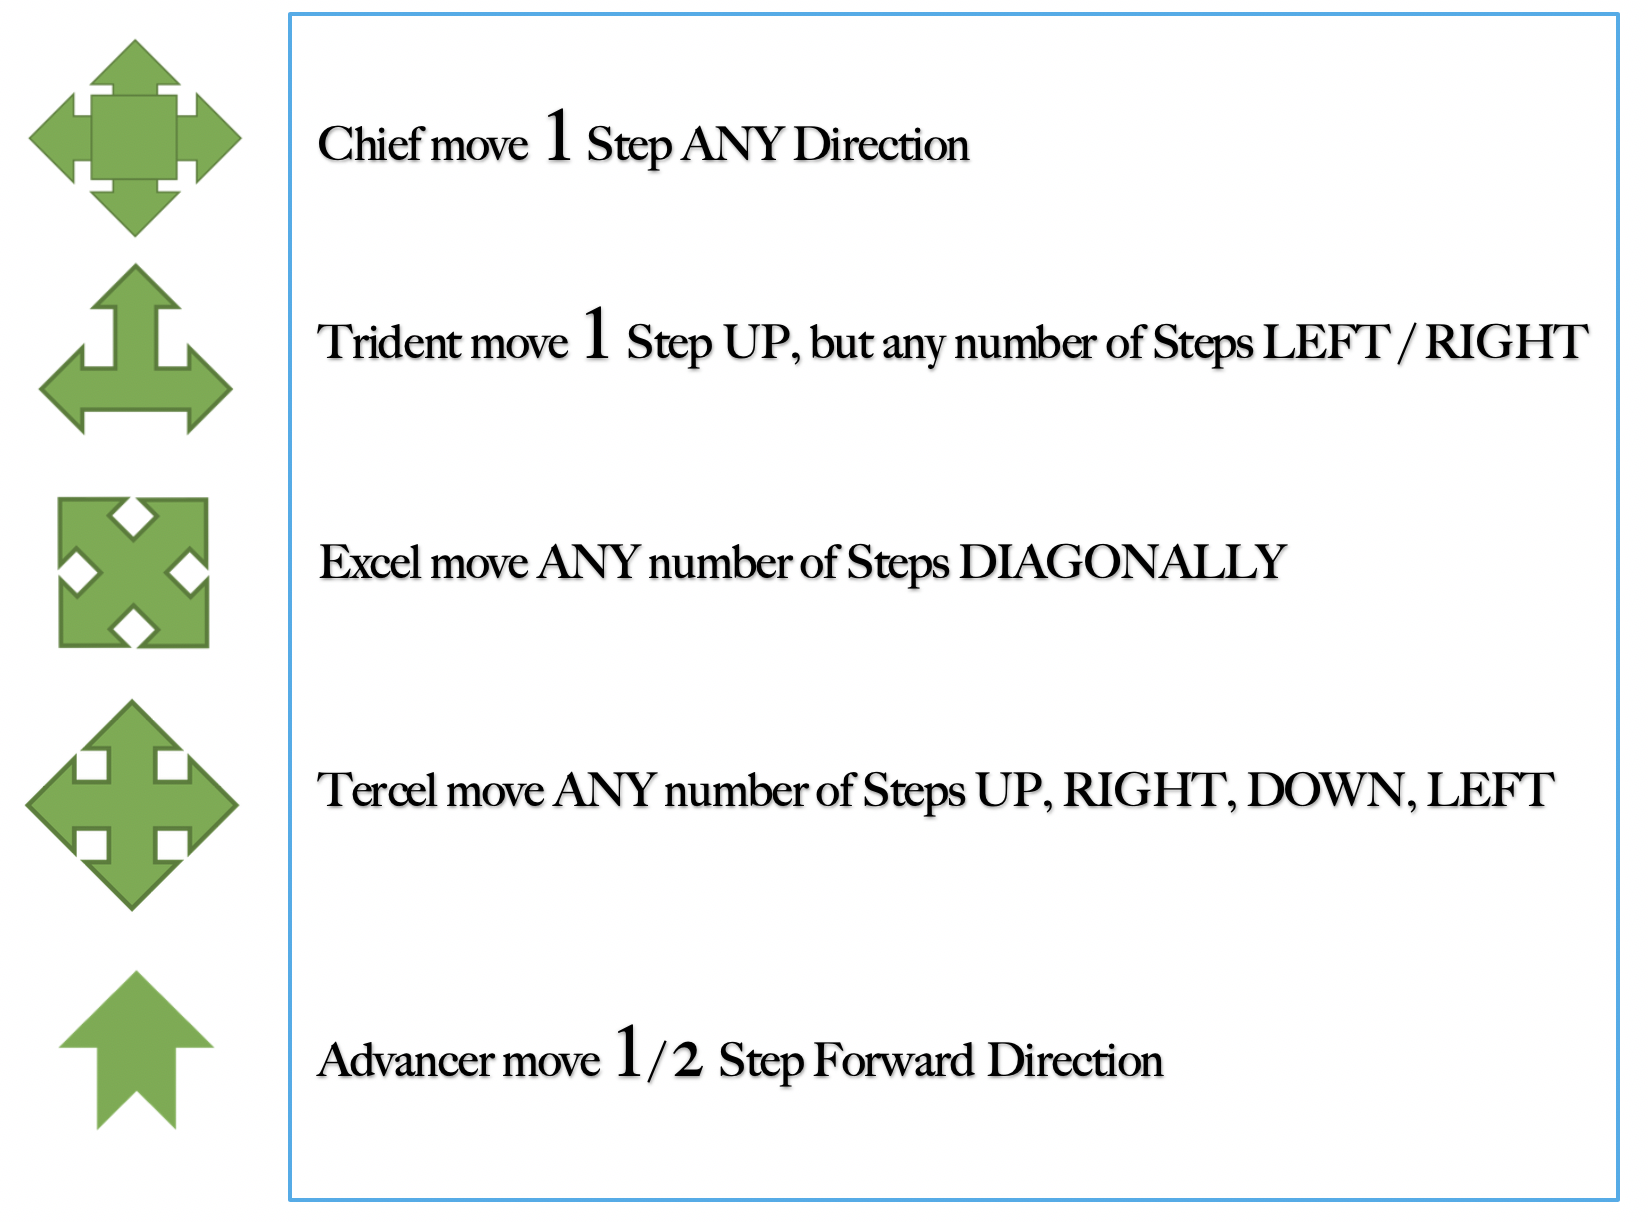 Chief move 1 Step ANY Direction
Trident move 1 Step UP, but any number of Steps LEFT / RIGHT
Excel move ANY number of Steps DIAGONALLY
Tercel move ANY number of Steps UP, RIGHT, DOWN, LEFT
Advancer move 1/2 Step Forward Direction